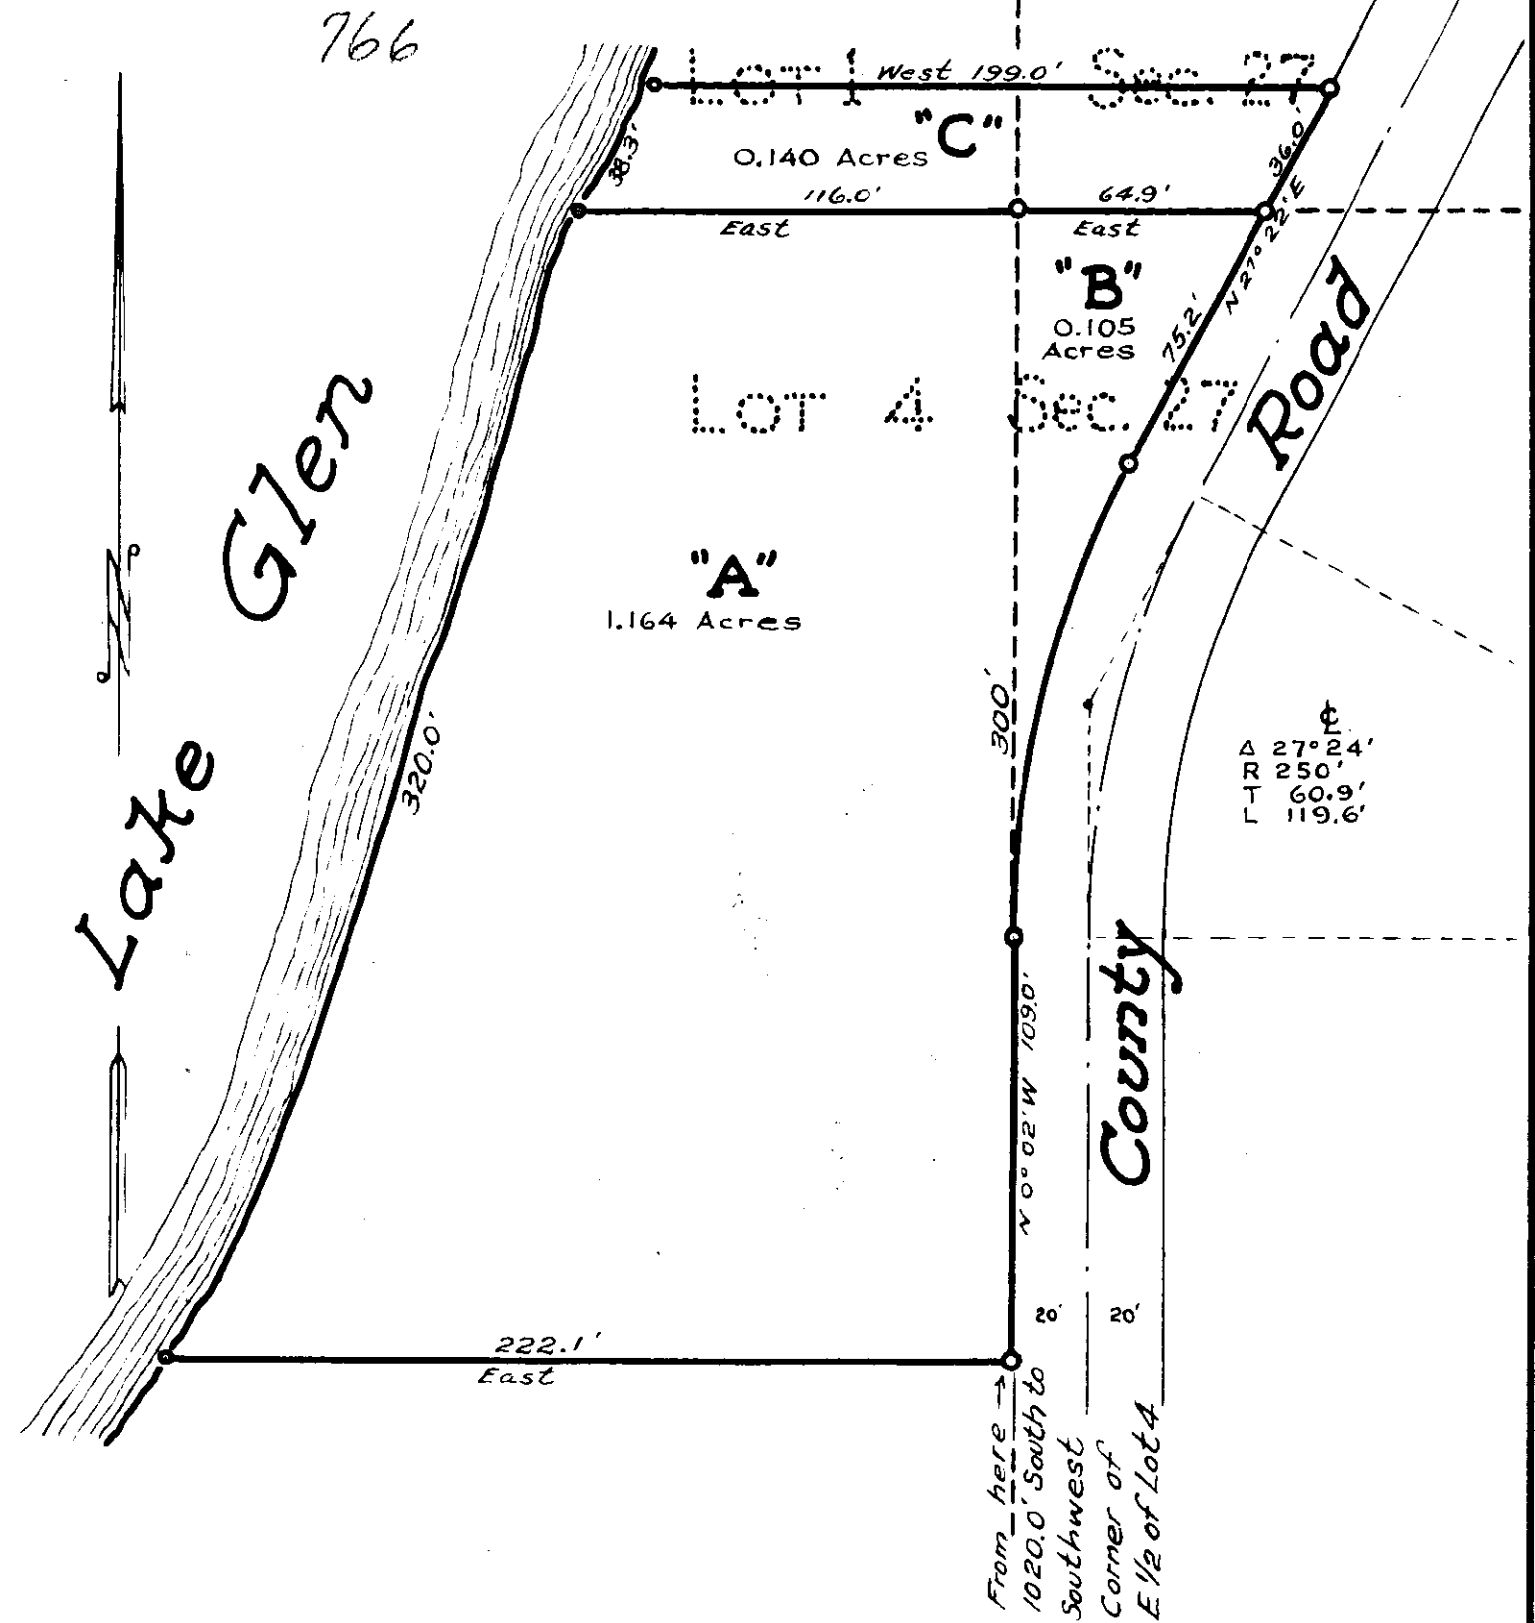 766
Lot 1 Sec. 27
West 199.0'
"C"
0.140 Acres
38.3'
36.0'
116.0'
64.9'
East
East
N 27° 22' E
"B"
0.105
Acres
75.2'
Lot 4 Sec. 27
"A"
1.164 Acres
Lake Glen
N
320.0'
300'
County Road
℄
Δ 27° 24'
R 250'
T 60.9'
L 119.6'
N 0° 02' W 109.0'
20'
20'
222.1'
East
From here →
1020.0' South to
Southwest
Corner of
E 1/2 of Lot 4